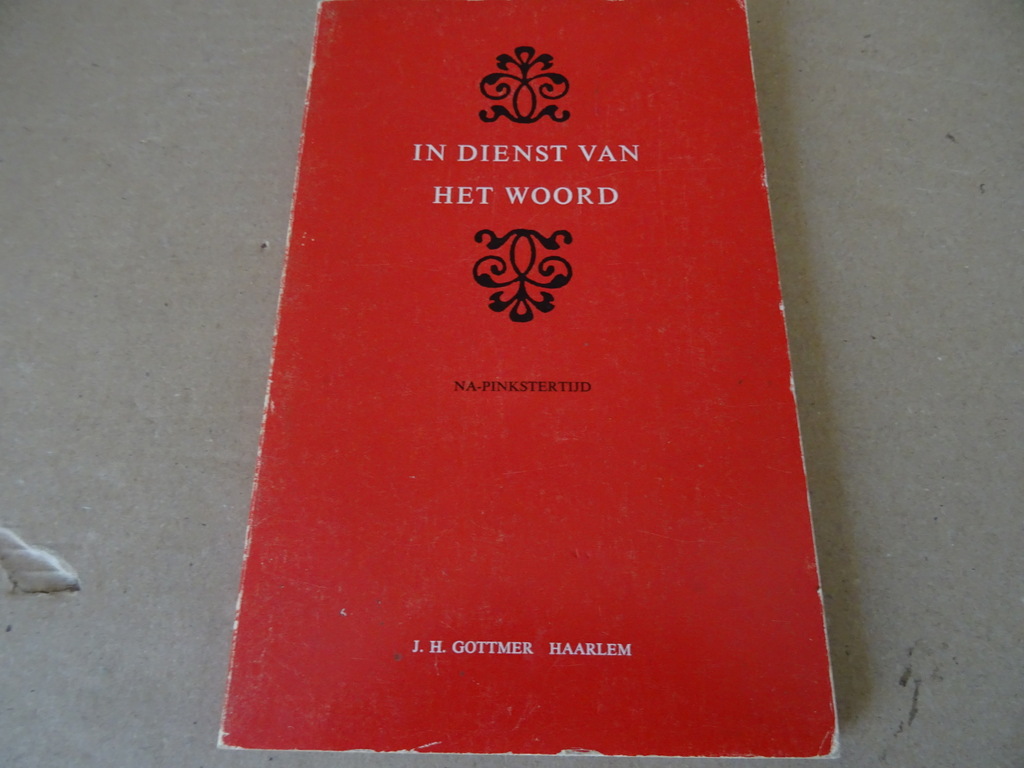 IN DIENST VAN
HET WOORD
NA-PINKSTERTIJD
J. H. GOTTMER HAARLEM